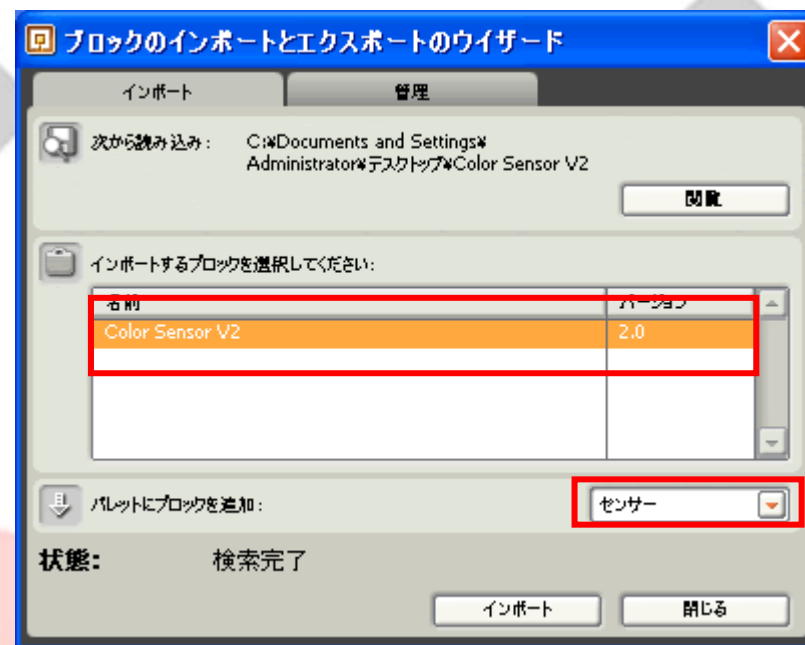 ブロックのインポートとエクスポートのウイザード
インポート
管理
次から読み込み: C:¥Documents and Settings¥
Administrator¥デスクトップ¥Color Sensor V2
閲覧
インポートするブロックを選択してください:
名前 バージョン
Color Sensor V2 2.0
パレットにブロックを追加: センサー
状態: 検索完了
インポート 閉じる